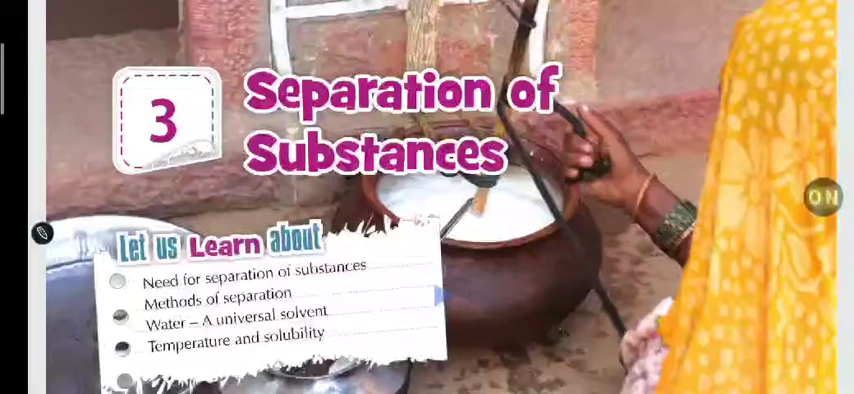 3
Separation of
Substances
Let us Learn about
Need for separation of substances
Methods of separation
Water – A universal solvent
Temperature and solubility
ON